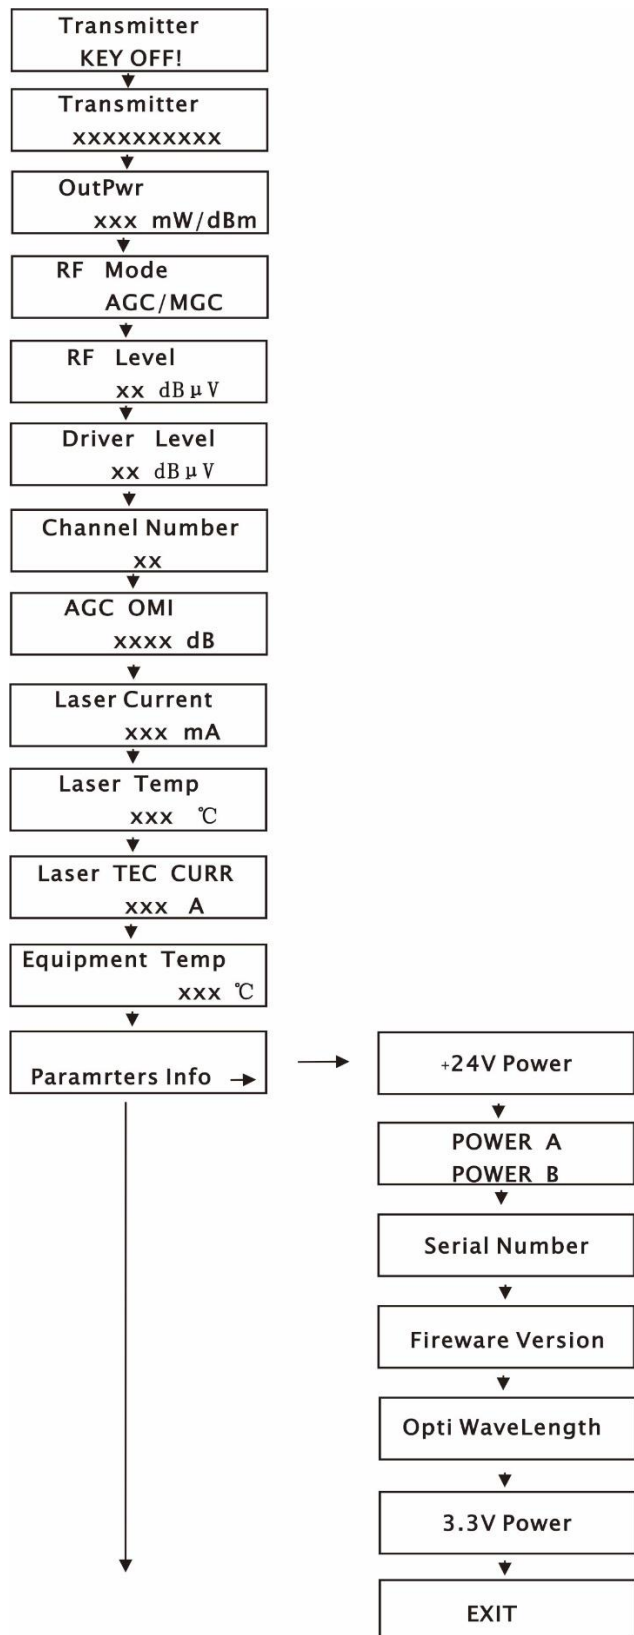 Transmitter
KEY OFF!
Transmitter
xxxxxxxxxx
OutPwr
xxx mW/dBm
RF Mode
AGC/MGC
RF Level
xx dBμV
Driver Level
xx dBμV
Channel Number
xx
AGC OMI
xxxx dB
Laser Current
xxx mA
Laser Temp
xxx ℃
Laser TEC CURR
xxx A
Equipment Temp
xxx ℃
Paramrters Info →
+24V Power
POWER A
POWER B
Serial Number
Fireware Version
Opti WaveLength
3.3V Power
EXIT